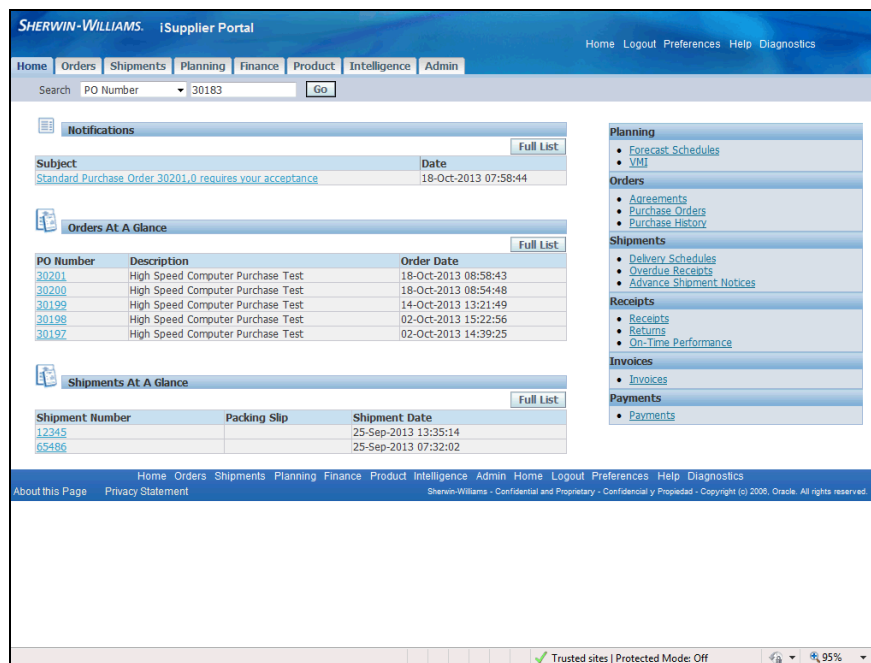 SHERWIN-WILLIAMS. iSupplier Portal
Home Logout Preferences Help Diagnostics
Home Orders Shipments Planning Finance Product Intelligence Admin
Search PO Number 30183 Go
Notifications
Full List
Subject Date
Standard Purchase Order 30201,0 requires your acceptance 18-Oct-2013 07:58:44
Orders At A Glance
Full List
PO Number Description Order Date
30201 High Speed Computer Purchase Test 18-Oct-2013 08:58:43
30200 High Speed Computer Purchase Test 18-Oct-2013 08:54:48
30199 High Speed Computer Purchase Test 14-Oct-2013 13:21:49
30198 High Speed Computer Purchase Test 02-Oct-2013 15:22:56
30197 High Speed Computer Purchase Test 02-Oct-2013 14:39:25
Shipments At A Glance
Full List
Shipment Number Packing Slip Shipment Date
12345 25-Sep-2013 13:35:14
65486 25-Sep-2013 07:32:02
Planning
Forecast Schedules
VMI
Orders
Agreements
Purchase Orders
Purchase History
Shipments
Delivery Schedules
Overdue Receipts
Advance Shipment Notices
Receipts
Receipts
Returns
On-Time Performance
Invoices
Invoices
Payments
Payments
Home Orders Shipments Planning Finance Product Intelligence Admin Home Logout Preferences Help Diagnostics
About this Page Privacy Statement Sherwin-Williams - Confidential and Proprietary - Confidencial y Propiedad - Copyright (c) 2006, Oracle. All rights reserved.
Trusted sites | Protected Mode: Off 95%